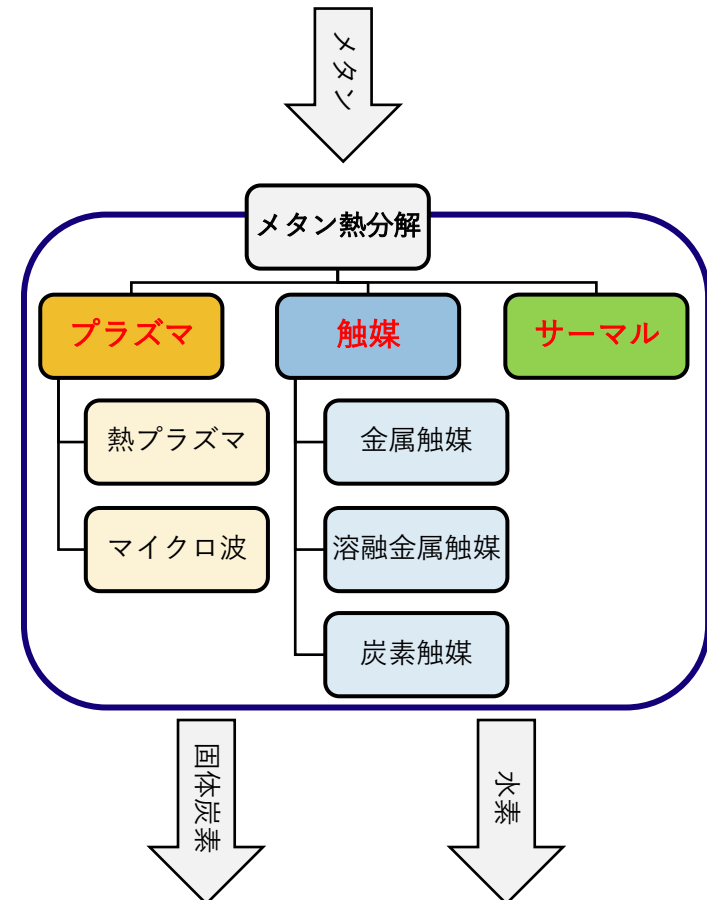 メタン
メタン熱分解
プラズマ
触媒
サーマル
熱プラズマ
金属触媒
マイクロ波
溶融金属触媒
炭素触媒
固体炭素
水素